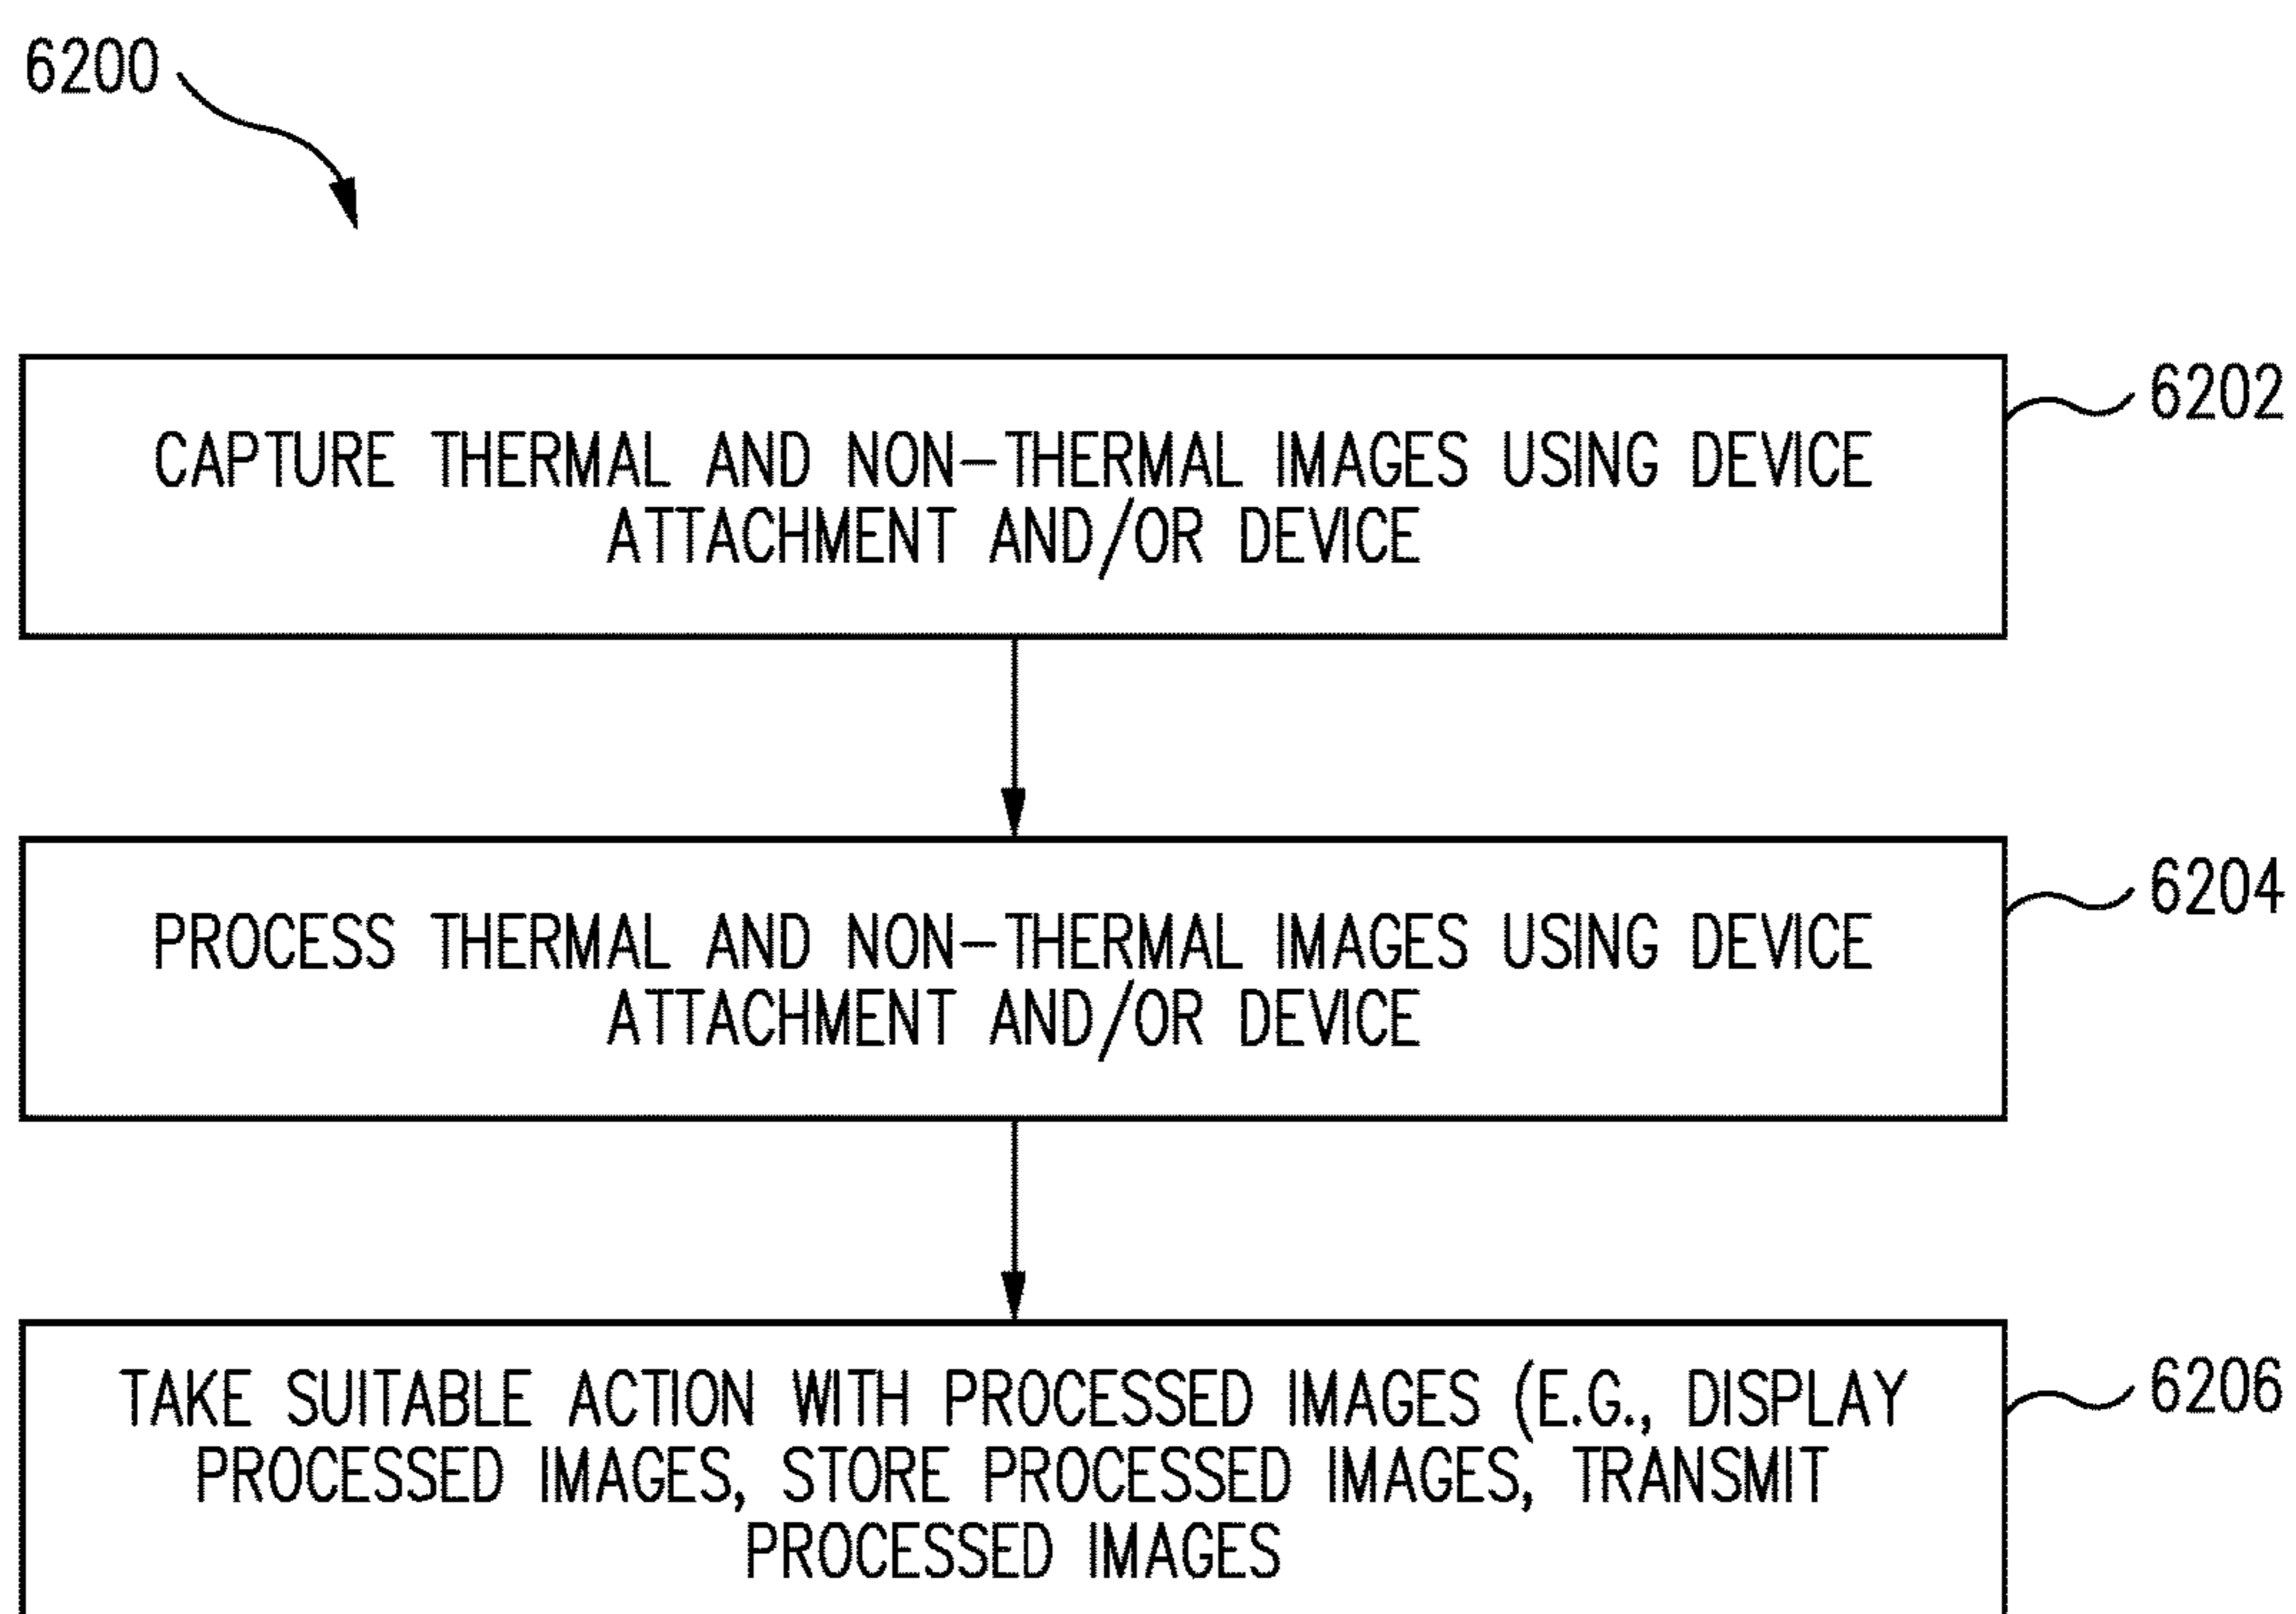 6200
CAPTURE THERMAL AND NON-THERMAL IMAGES USING DEVICE
ATTACHMENT AND/OR DEVICE
6202
PROCESS THERMAL AND NON-THERMAL IMAGES USING DEVICE
ATTACHMENT AND/OR DEVICE
6204
TAKE SUITABLE ACTION WITH PROCESSED IMAGES (E.G., DISPLAY
PROCESSED IMAGES, STORE PROCESSED IMAGES, TRANSMIT
PROCESSED IMAGES
6206